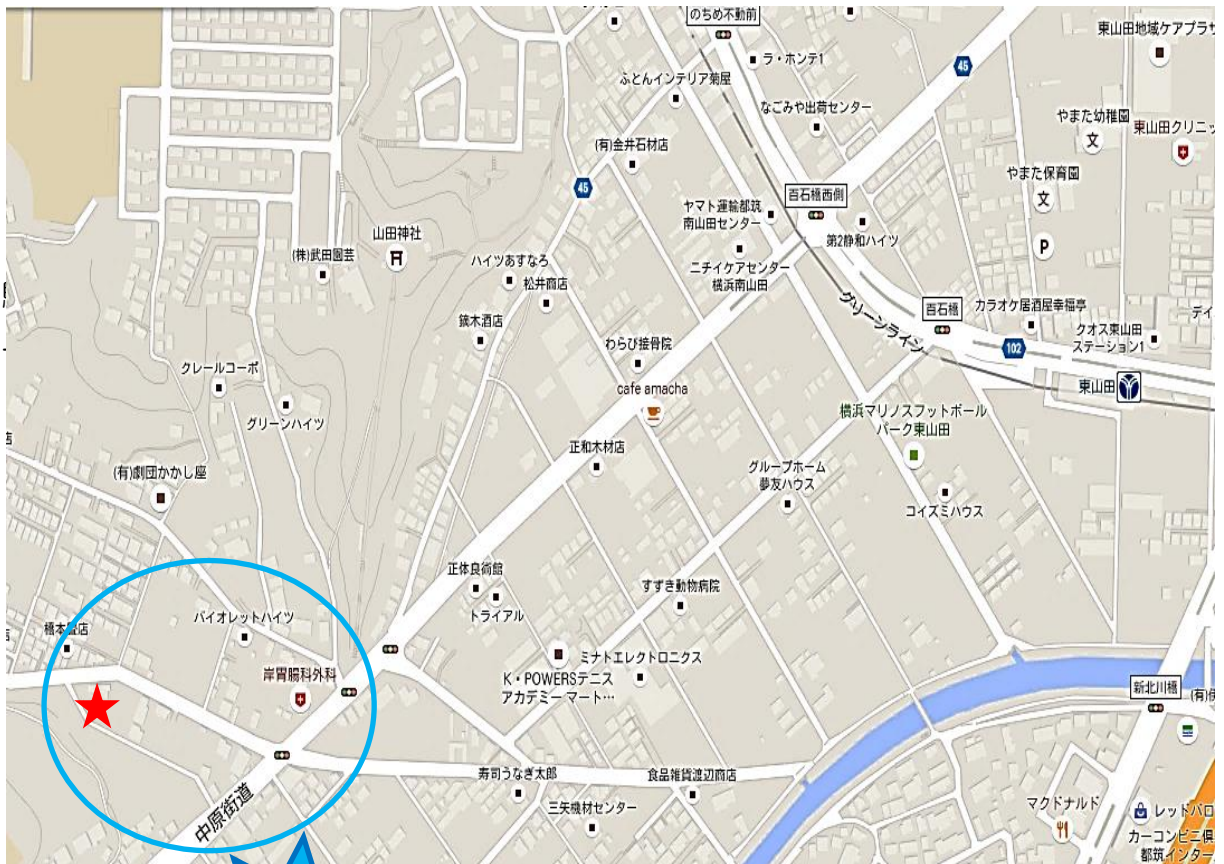 のちめ不動前
東山田地域ケアプラザ
ラ・ホンテ1
45
ふとんインテリア菊屋
なごみや出荷センター
やまた幼稚園
文
東山田クリニッ
(有)金井石材店
やまた保育園
文
45
百石橋西側
ヤマト運輸都筑
南山田センター
第2静和ハイツ
山田神社
P
(株)武田園芸
ハイツあすなろ
ニチイケアセンター
横浜南山田
松井商店
グリーンライン
百石橋
カラオケ居酒屋幸福亭
デイ
鏑木酒店
クオス東山田
ステーション1
102
わらび接骨院
クレールコーポ
cafe amacha
東山田
グリーンハイツ
横浜マリノスフットボール
パーク東山田
正和木材店
店
(有)劇団かかし座
グループホーム
夢友ハウス
コイズミハウス
正体良術館
すずき動物病院
トライアル
バイオレットハイツ
店
ミナトエレクトロニクス
岸胃腸科外科
K・POWERSテニス
アカデミー マート…
新北川橋
(有)伊
寿司うなぎ太郎
食品雑貨渡辺商店
中原街道
三矢機材センター
マクドナルド
レッドバロ
カーコンビニ倶
都筑インター